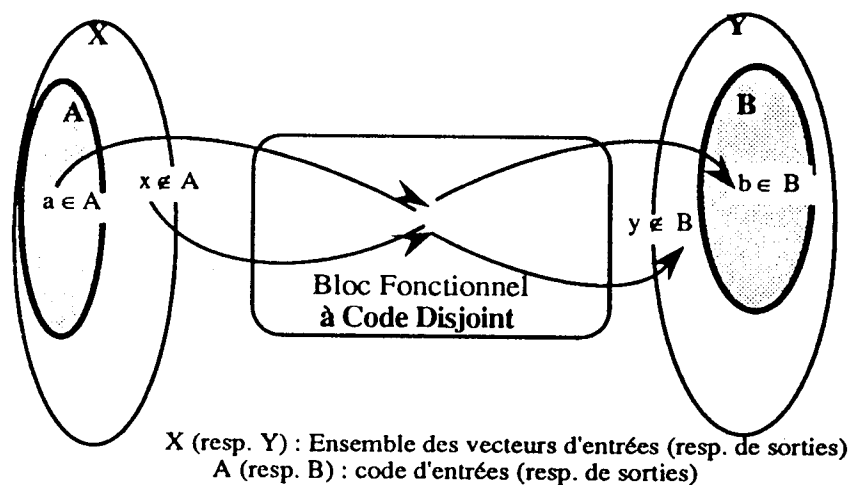 X
Y
A
B
a ∈ A
x ∉ A
b ∈ B
y ∉ B
Bloc Fonctionnel
à Code Disjoint
X (resp. Y) : Ensemble des vecteurs d'entrées (resp. de sorties)
A (resp. B) : code d'entrées (resp. de sorties)